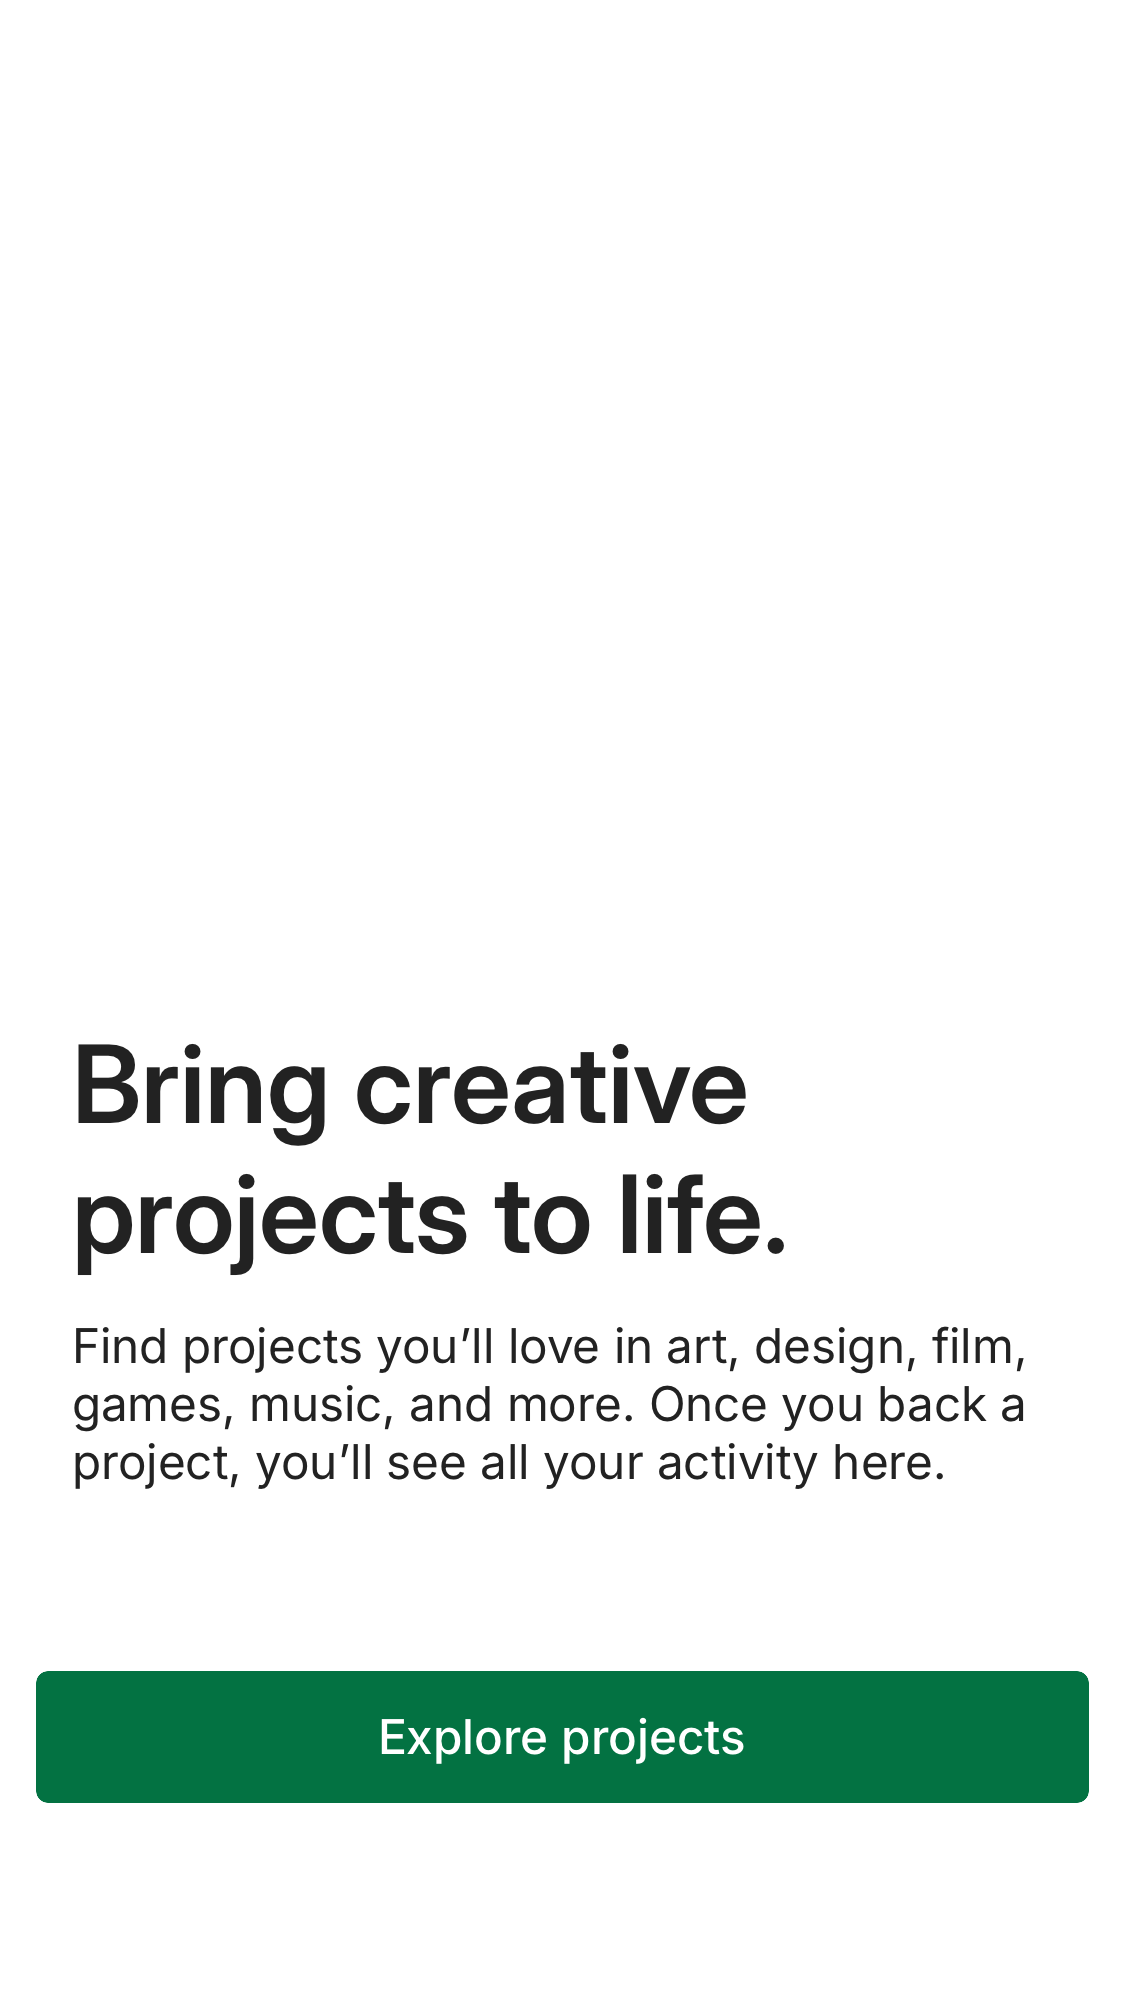 Bring creative
projects to life.
Find projects you’ll love in art, design, film,
games, music, and more. Once you back a
project, you’ll see all your activity here.
Explore projects